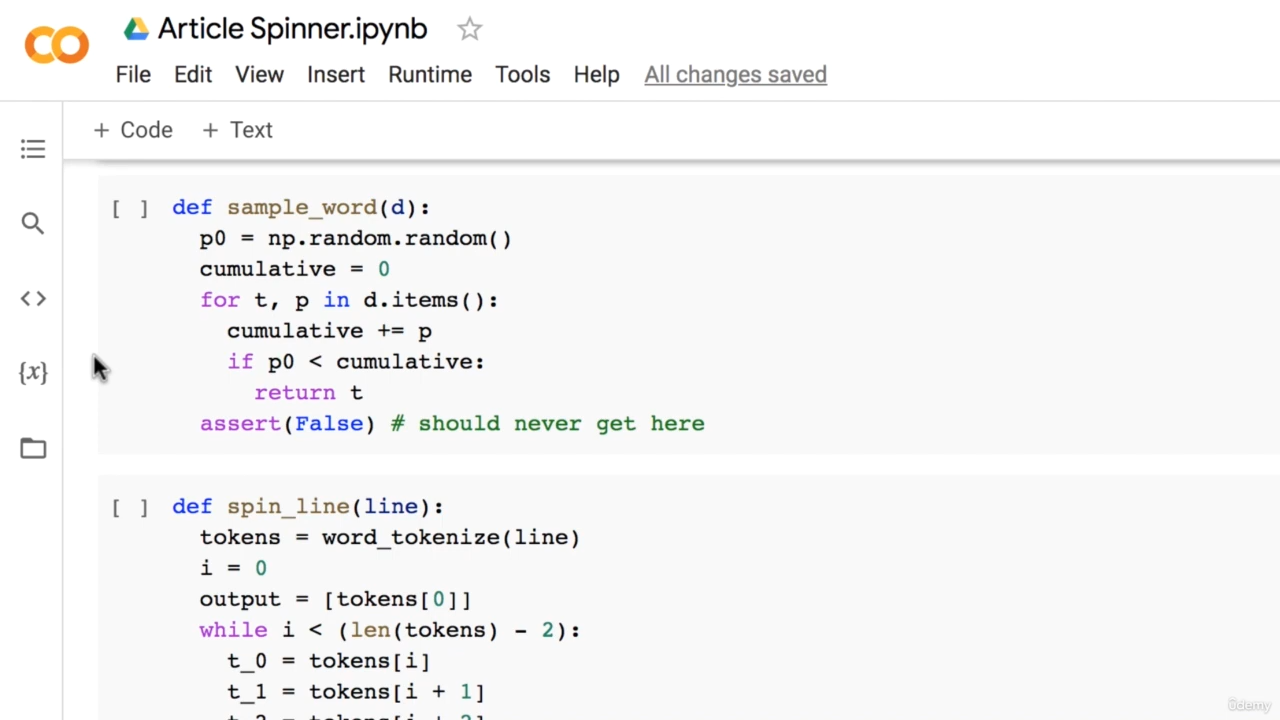 Article Spinner.ipynb
File Edit View Insert Runtime Tools Help All changes saved
+ Code + Text
[ ] def sample_word(d):
p0 = np.random.random()
cumulative = 0
for t, p in d.items():
cumulative += p
if p0 < cumulative:
return t
assert(False) # should never get here
[ ] def spin_line(line):
tokens = word_tokenize(line)
i = 0
output = [tokens[0]]
while i < (len(tokens) - 2):
t_0 = tokens[i]
t_1 = tokens[i + 1]
{x}
ûdemy